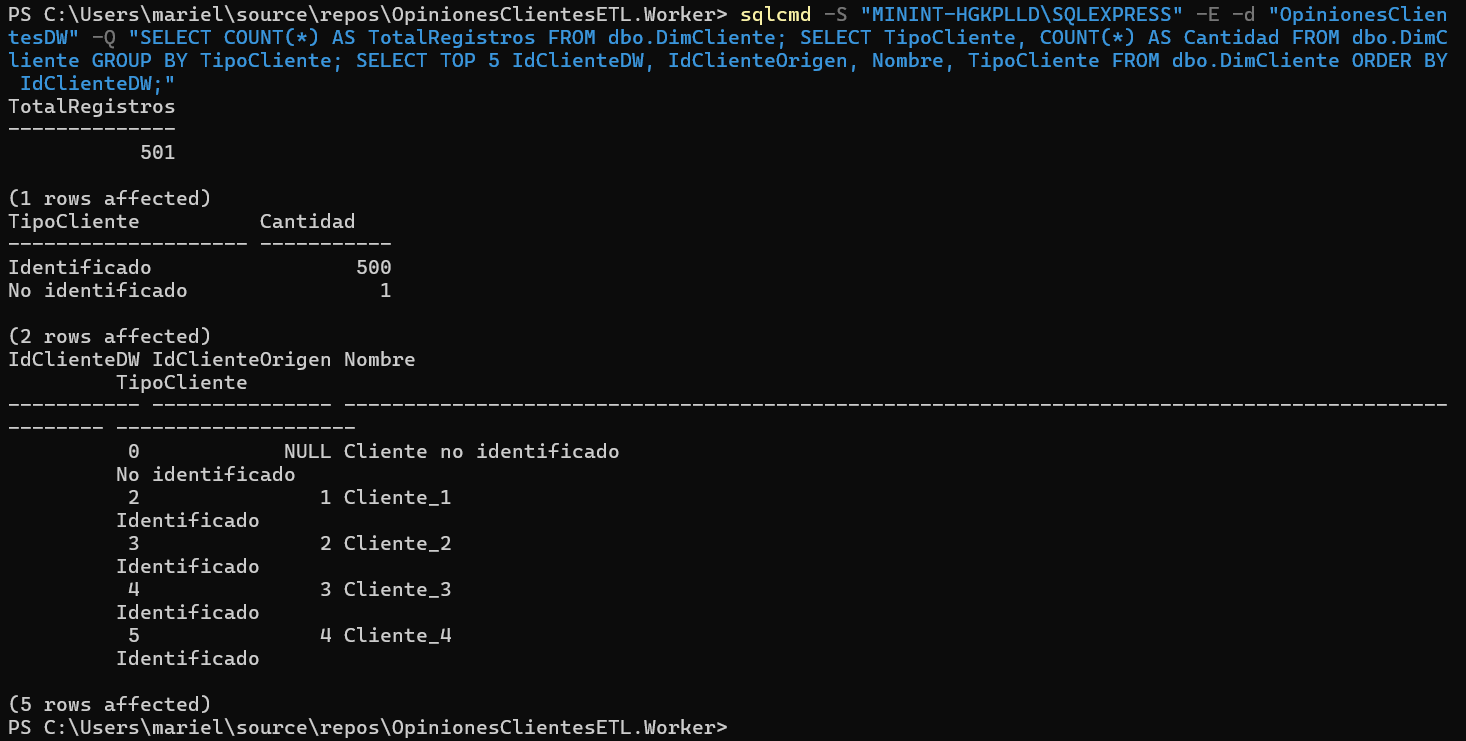 PS C:\Users\mariel\source\repos\OpinionesClientesETL.Worker> sqlcmd -S "MININT-HGKPLLD\SQLEXPRESS" -E -d "OpinionesClien
tesDW" -Q "SELECT COUNT(*) AS TotalRegistros FROM dbo.DimCliente; SELECT TipoCliente, COUNT(*) AS Cantidad FROM dbo.DimC
liente GROUP BY TipoCliente; SELECT TOP 5 IdClienteDW, IdClienteOrigen, Nombre, TipoCliente FROM dbo.DimCliente ORDER BY
 IdClienteDW;"
TotalRegistros
--------------
           501

(1 rows affected)
TipoCliente          Cantidad
-------------------- -----------
Identificado                 500
No identificado                1

(2 rows affected)
IdClienteDW IdClienteOrigen Nombre
         TipoCliente
----------- --------------- --------------------------------------------------------------------------------------------
-------- --------------------
          0            NULL Cliente no identificado
         No identificado
          2               1 Cliente_1
         Identificado
          3               2 Cliente_2
         Identificado
          4               3 Cliente_3
         Identificado
          5               4 Cliente_4
         Identificado

(5 rows affected)
PS C:\Users\mariel\source\repos\OpinionesClientesETL.Worker>